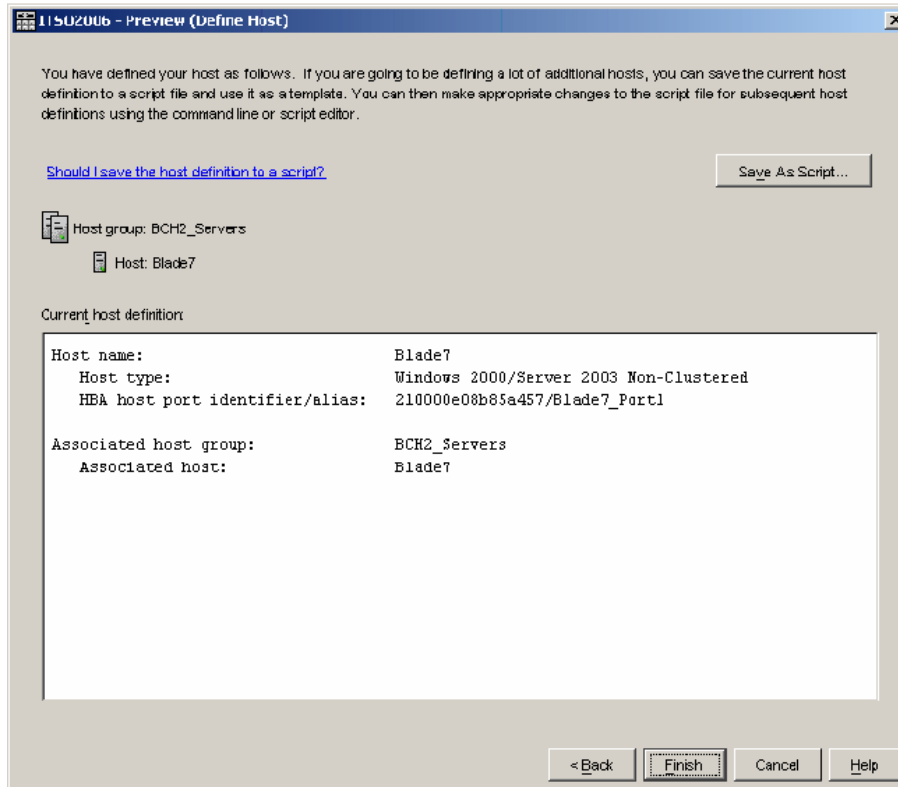 ITSO2006 - Preview (Define Host)
You have defined your host as follows. If you are going to be defining a lot of additional hosts, you can save the current host
definition to a script file and use it as a template. You can then make appropriate changes to the script file for subsequent host
definitions using the command line or script editor.
Should I save the host definition to a script?
Save As Script...
Host group: BCH2_Servers
Host: Blade7
Current host definition:
Host name: Blade7
Host type: Windows 2000/Server 2003 Non-Clustered
HBA host port identifier/alias: 210000e08b85a457/Blade7_Port1
Associated host group: BCH2_Servers
Associated host: Blade7
< Back Finish Cancel Help